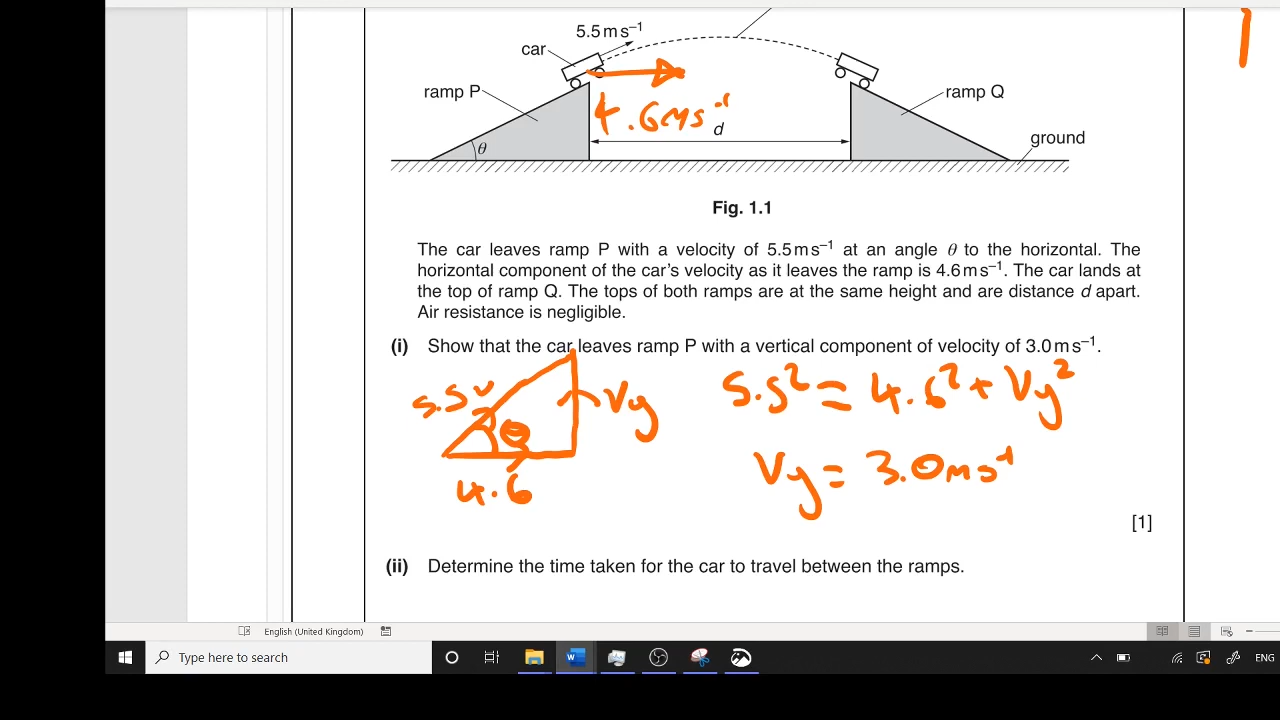 5.5 m s⁻¹
car
ramp P
4.6ms⁻¹
d
ramp Q
θ
ground
Fig. 1.1
The car leaves ramp P with a velocity of 5.5 m s⁻¹ at an angle θ to the horizontal. The
horizontal component of the car's velocity as it leaves the ramp is 4.6 m s⁻¹. The car lands at
the top of ramp Q. The tops of both ramps are at the same height and are distance d apart.
Air resistance is negligible.
(i) Show that the car leaves ramp P with a vertical component of velocity of 3.0 m s⁻¹.
5.5
θ
Vy
4.6
5.5² = 4.6² + Vy²
Vy = 3.0ms⁻¹
[1]
(ii) Determine the time taken for the car to travel between the ramps.
English (United Kingdom)
Type here to search
ENG